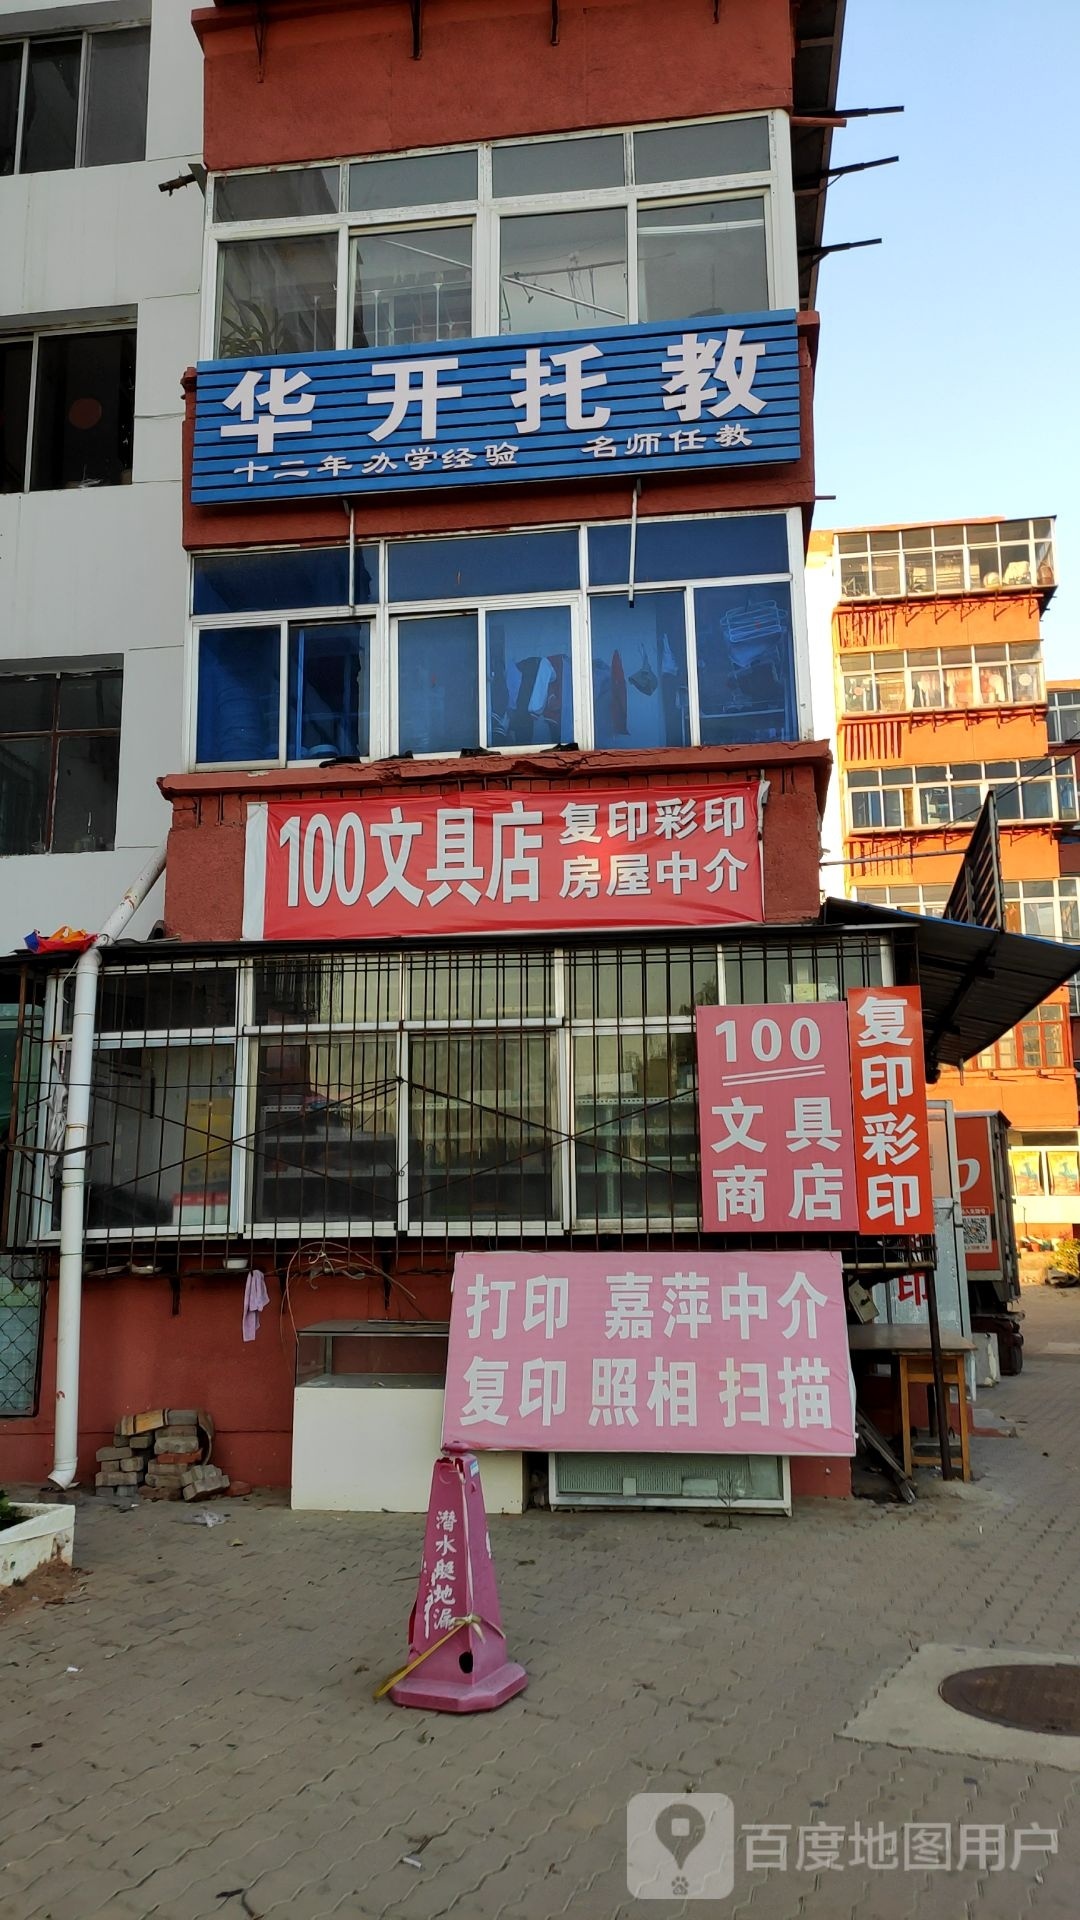 华开托教
十二年办学经验 名师任教
100文具店
复印彩印
房屋中介
100
文具
商店
复印彩印
打印 嘉萍中介
复印 照相 扫描
印
潜水艇地漏
百度地图用户